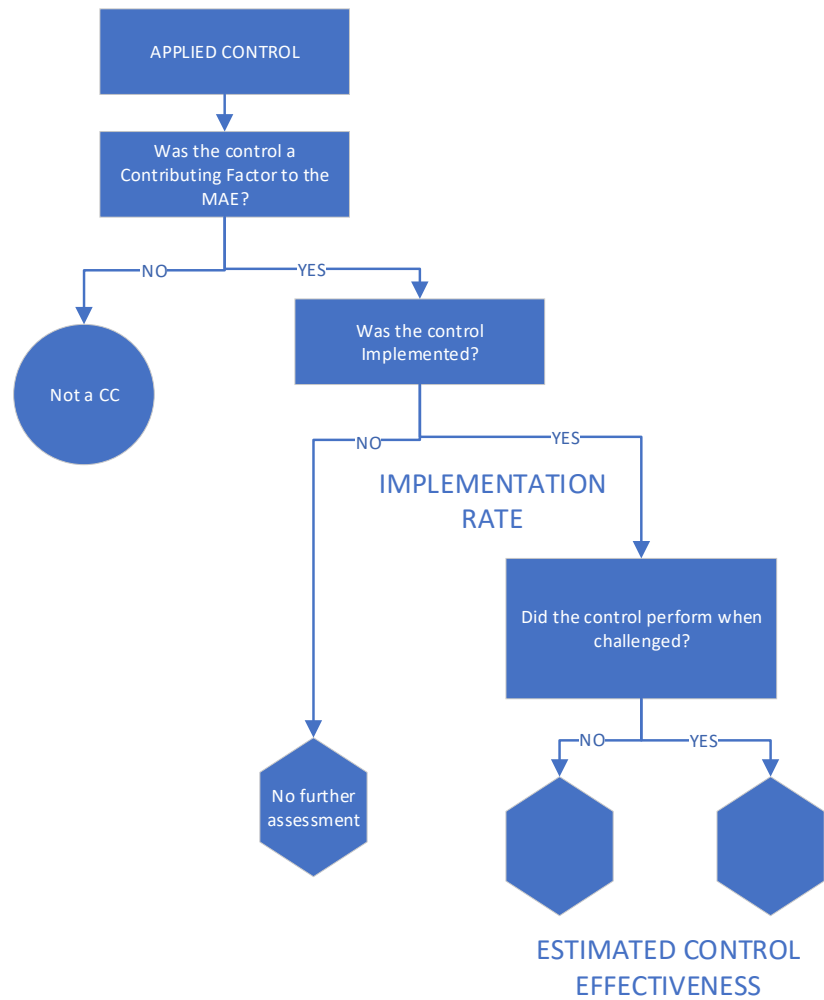 APPLIED CONTROL
Was the control a
Contributing Factor to the
MAE?
NO
YES
Not a CC
Was the control
Implemented?
NO
YES
IMPLEMENTATION
RATE
Did the control perform when
challenged?
NO
YES
No further
assessment
ESTIMATED CONTROL
EFFECTIVENESS